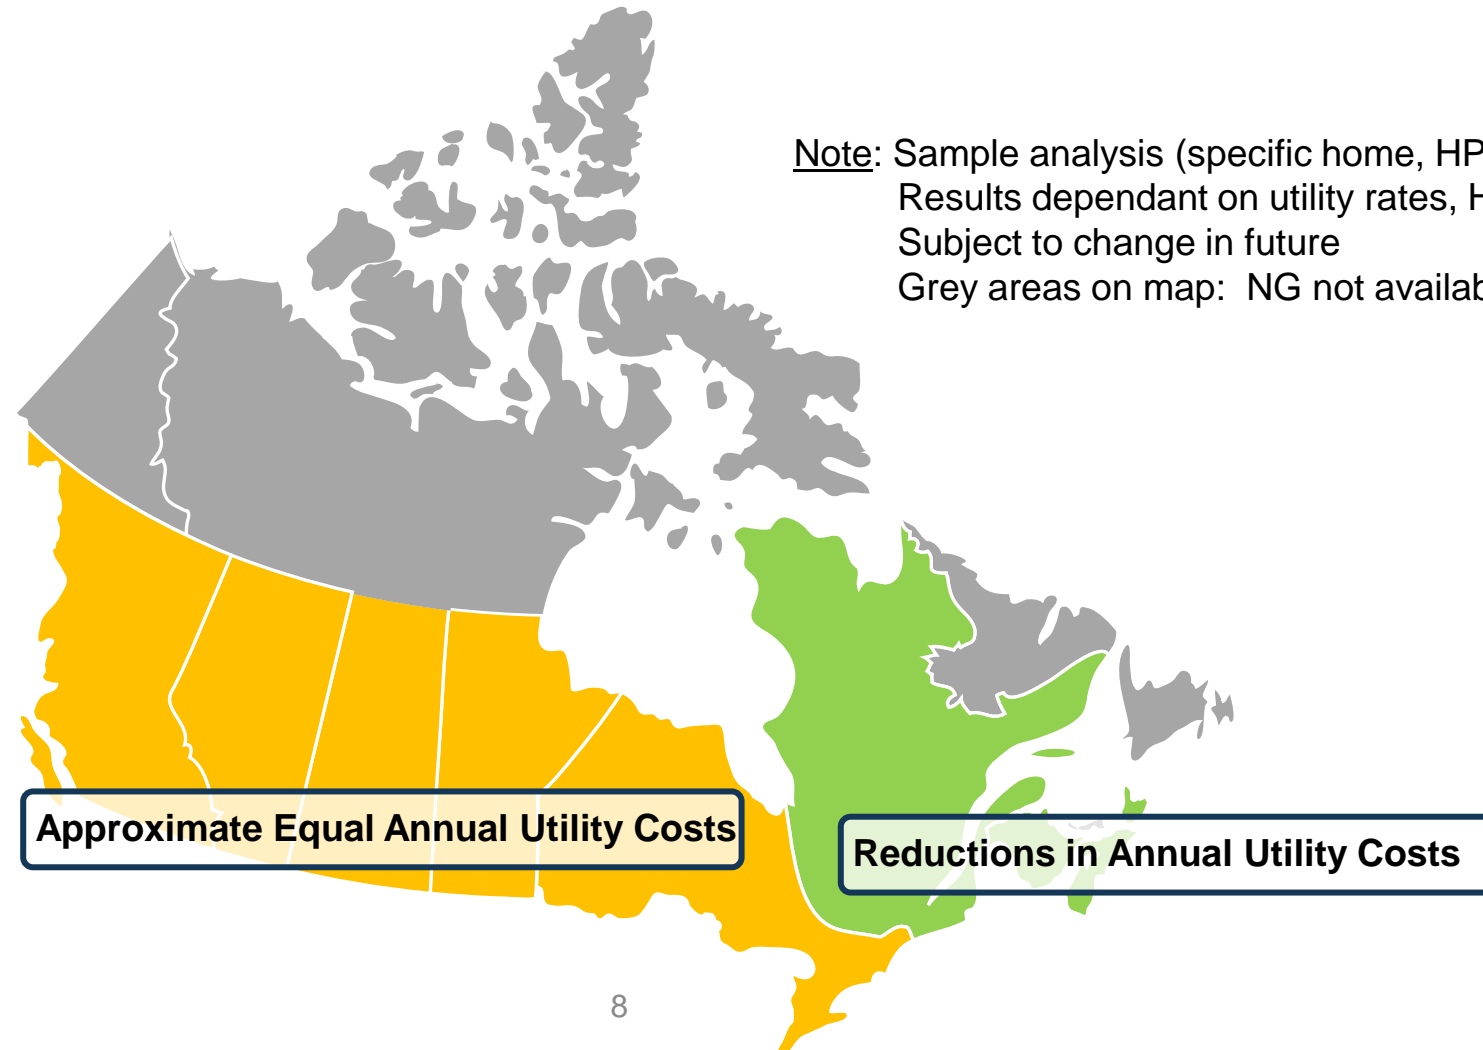 Note: Sample analysis (specific home, HP
Results dependant on utility rates, H
Subject to change in future
Grey areas on map: NG not availab
Approximate Equal Annual Utility Costs
Reductions in Annual Utility Costs
8